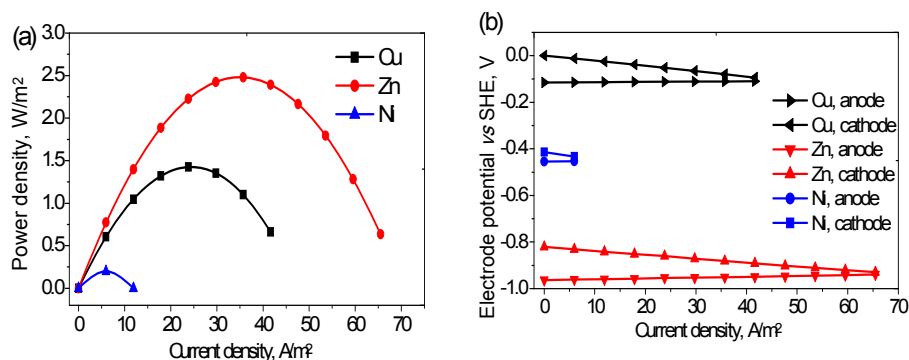 (a)
Power density, W/m²
3.0
2.5
2.0
1.5
1.0
0.5
0.0
Cu
Zn
Ni
0 10 20 30 40 50 60 70
Current density, A/m²
(b)
Electrode potential vs SHE, V
0.0
-0.2
-0.4
-0.6
-0.8
-1.0
Cu, anode
Cu, cathode
Zn, anode
Zn, cathode
Ni, anode
Ni, cathode
0 10 20 30 40 50 60 70
Current density, A/m²